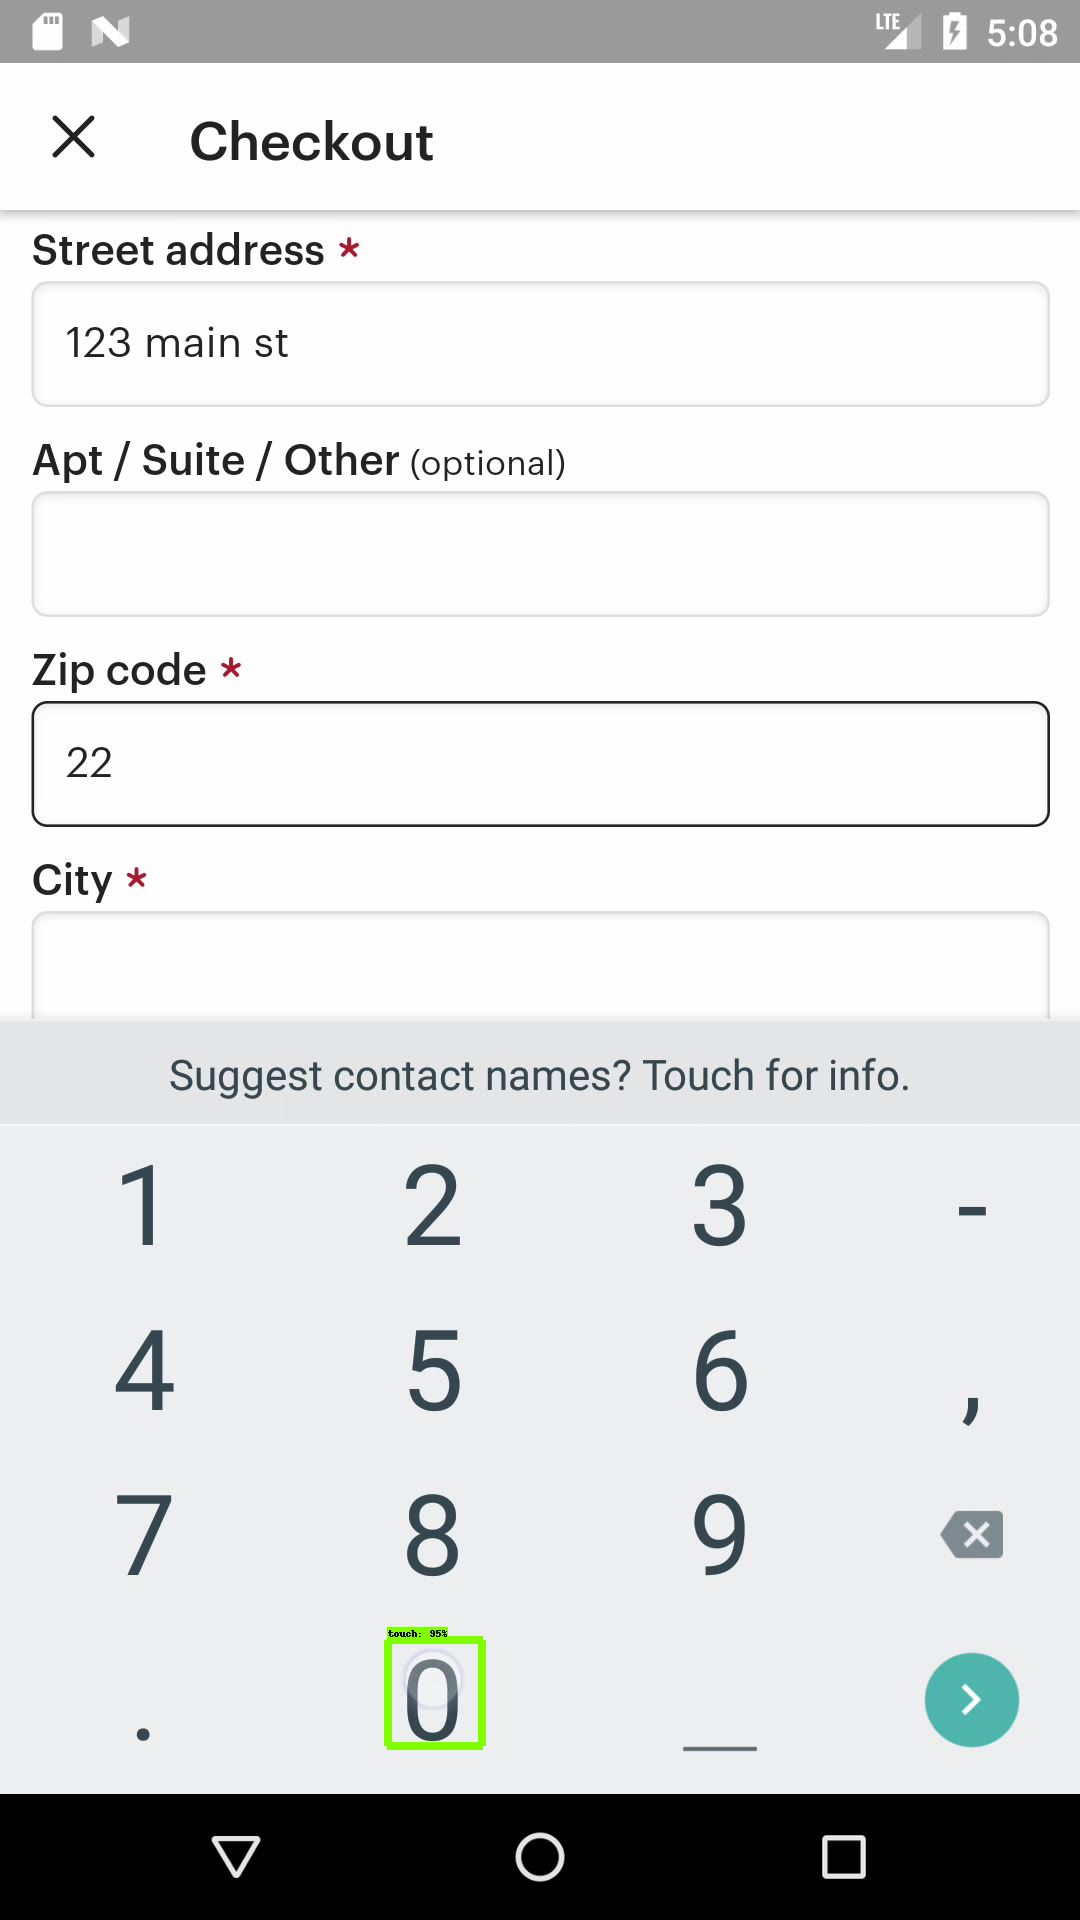 LTE 5:08
Checkout
Street address *
123 main st
Apt / Suite / Other (optional)
Zip code *
22
City *
Suggest contact names? Touch for info.
1 2 3 -
4 5 6 ,
7 8 9
touch: 95%
. 0 _